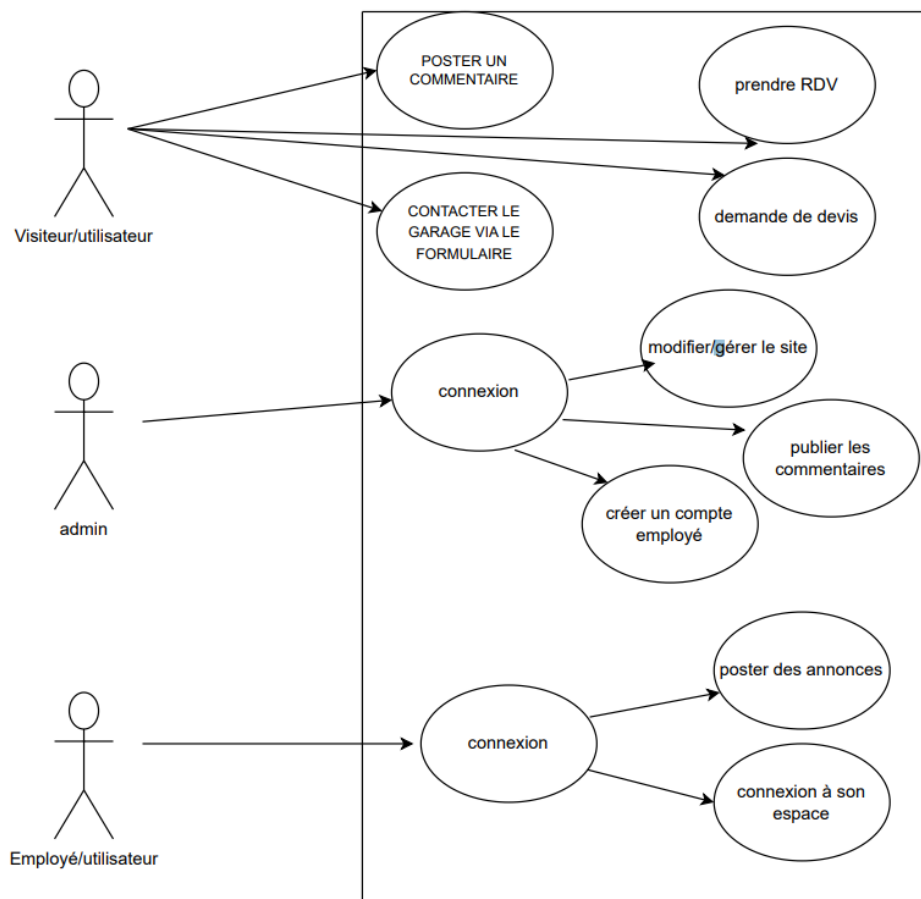 POSTER UN
COMMENTAIRE
prendre RDV
Visiteur/utilisateur
CONTACTER LE
GARAGE VIA LE
FORMULAIRE
demande de devis
modifier/gérer le site
connexion
publier les
commentaires
créer un compte
employé
admin
poster des annonces
connexion
connexion à son
espace
Employé/utilisateur